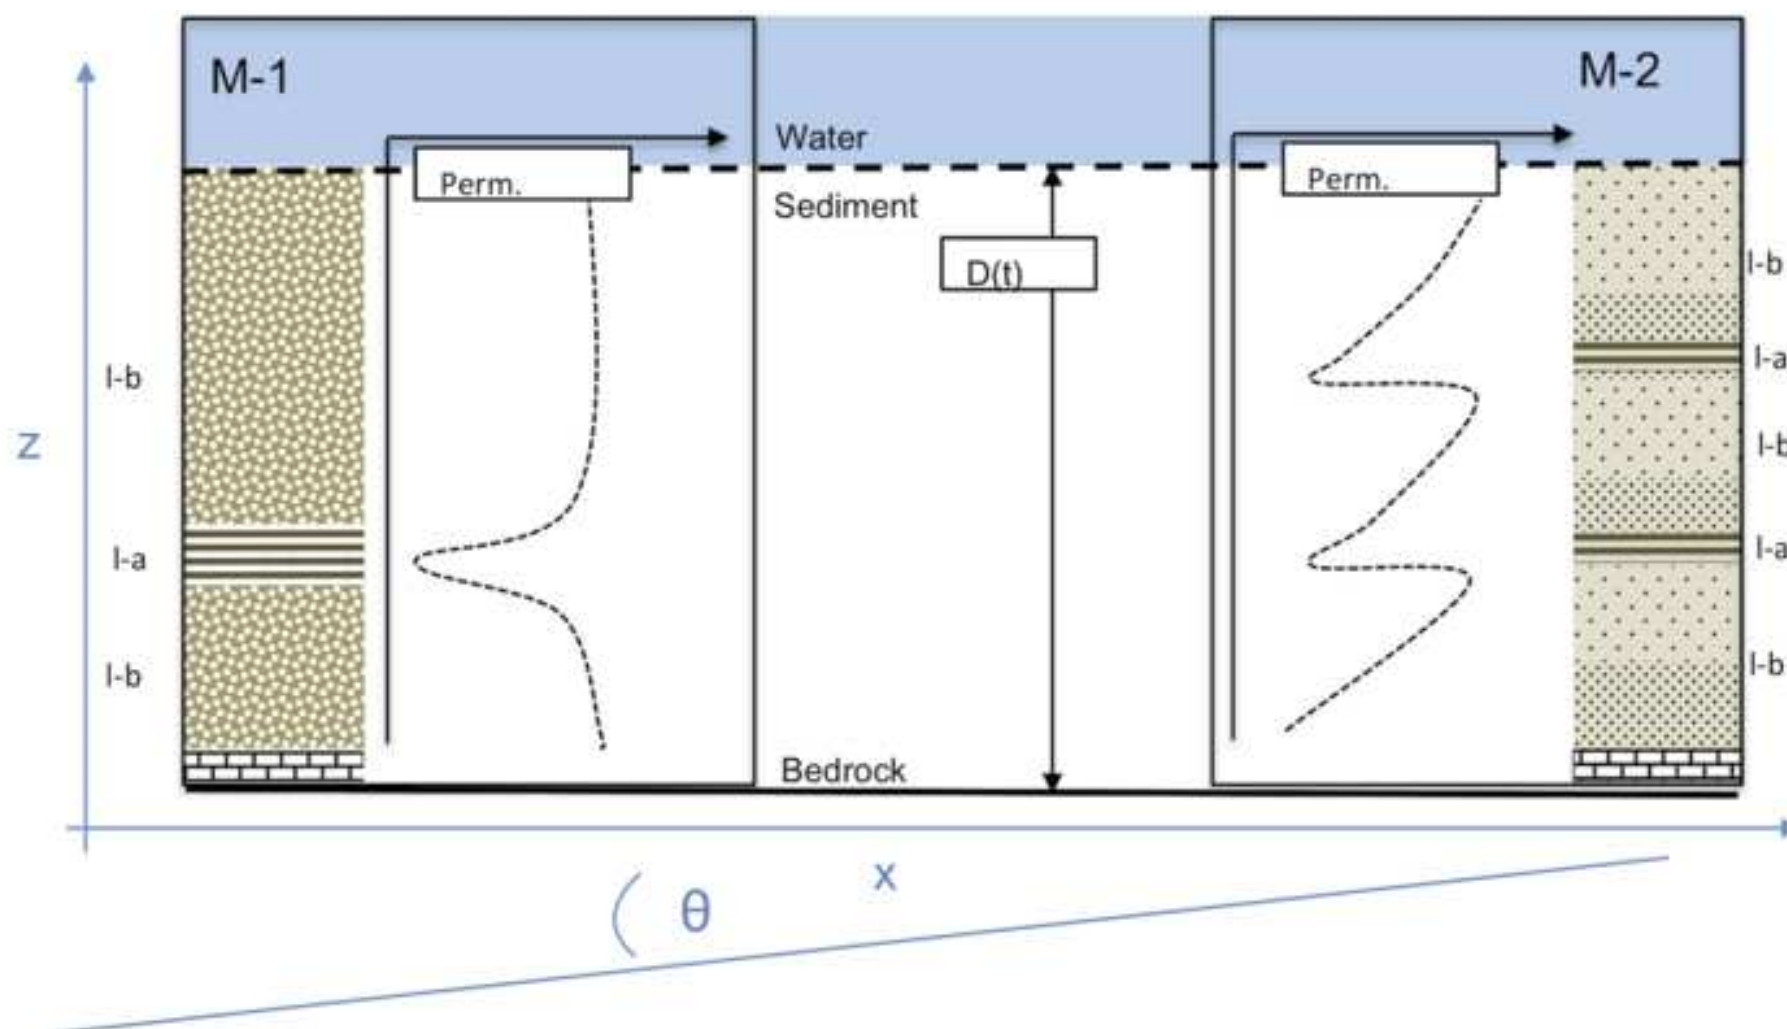 M-1
M-2
Water
Perm.
Perm.
Sediment
D(t)
l-b
l-b
l-a
z
l-b
l-a
l-a
l-b
l-b
Bedrock
x
θ